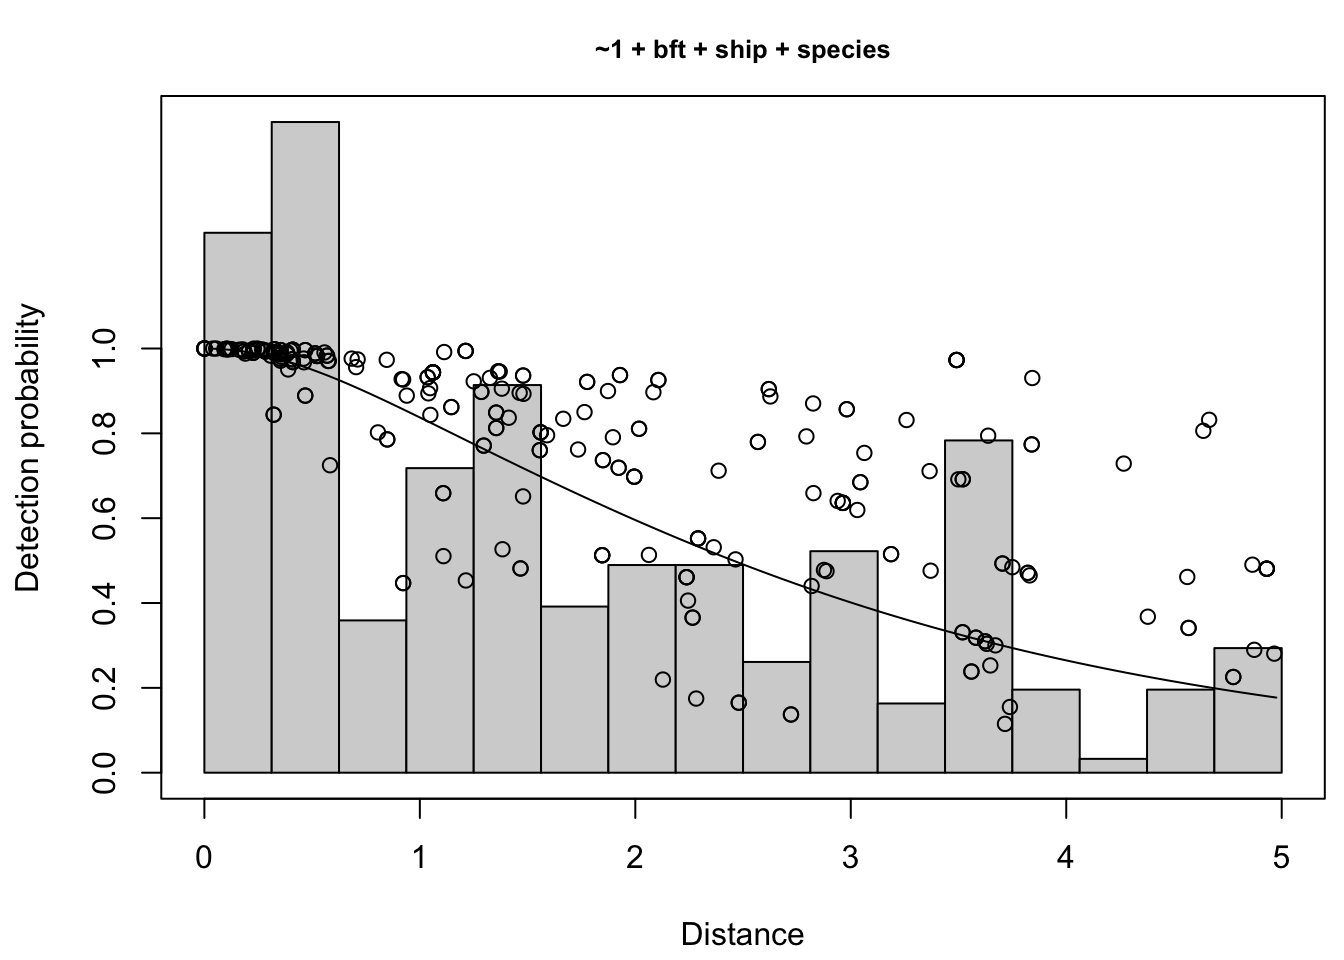 ~1 + bft + ship + species
Detection probability
1.0
0.8
0.6
0.4
0.2
0.0
0 1 2 3 4 5
Distance